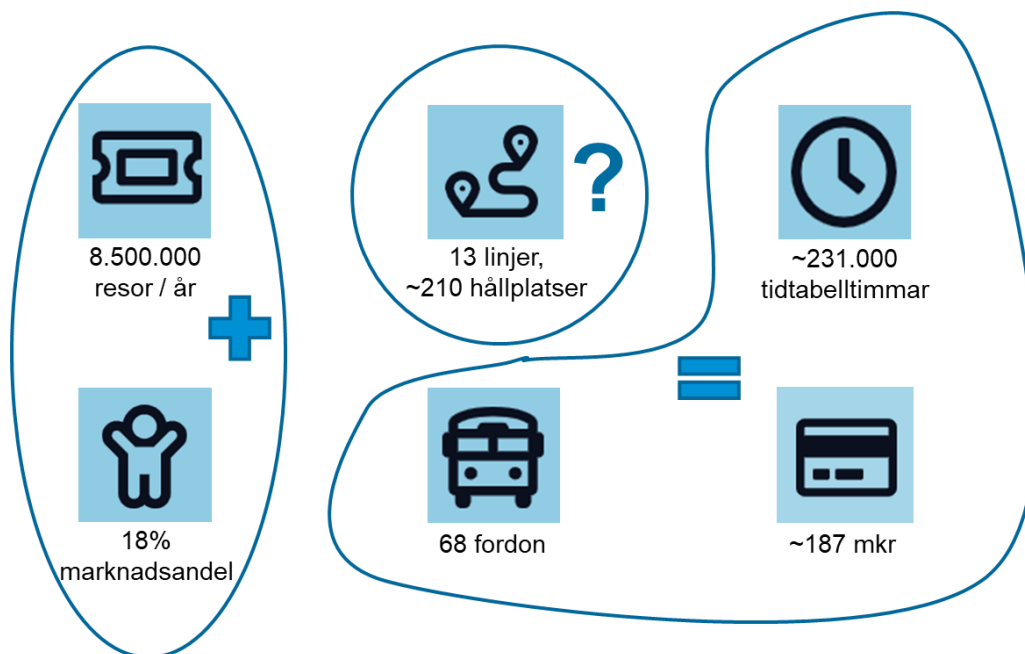 8.500.000
resor / år
18%
marknadsandel
13 linjer,
~210 hållplatser
?
68 fordon
~231.000
tidtabelltimmar
~187 mkr